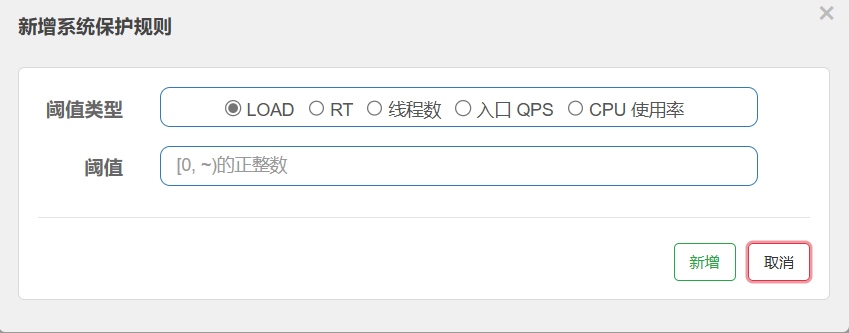 新增系统保护规则
×
阈值类型 LOAD RT 线程数 入口 QPS CPU 使用率
阈值 [0, ~)的正整数
新增 取消